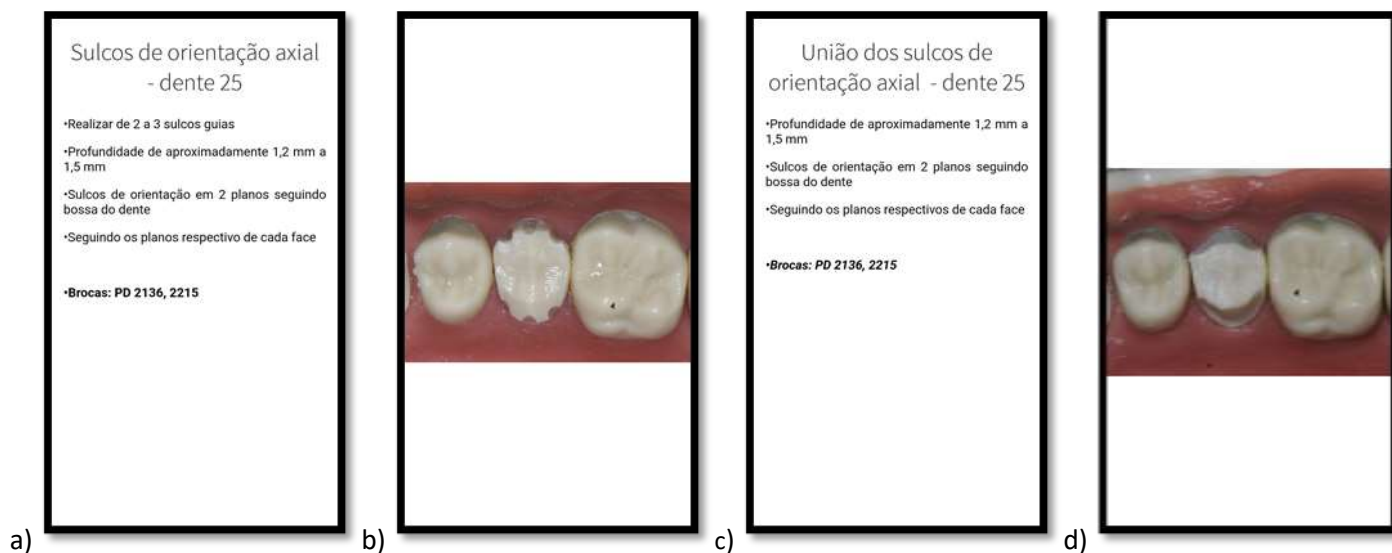 Sulcos de orientação axial
- dente 25
•Realizar de 2 a 3 sulcos guias
•Profundidade de aproximadamente 1,2 mm a
1,5 mm
•Sulcos de orientação em 2 planos seguindo
bossa do dente
•Seguindo os planos respectivo de cada face
•Brocas: PD 2136, 2215
a)
b)
União dos sulcos de
orientação axial - dente 25
•Profundidade de aproximadamente 1,2 mm a
1,5 mm
•Sulcos de orientação em 2 planos seguindo
bossa do dente
•Seguindo os planos respectivos de cada face
•Brocas: PD 2136, 2215
c)
d)